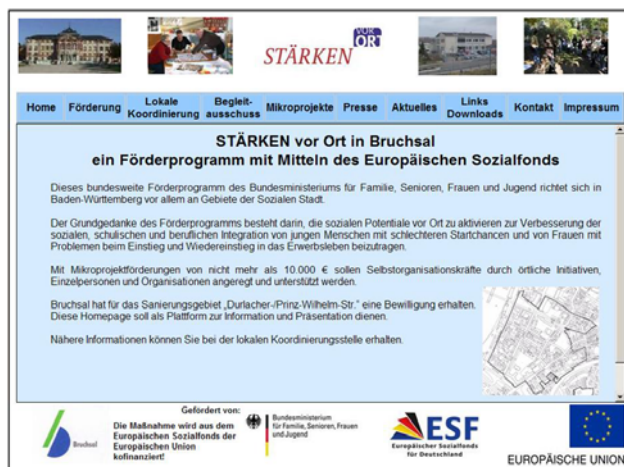 STÄRKEN VOR ORT
Home Förderung Lokale Koordinierung Begleit-ausschuss Mikroprojekte Presse Aktuelles Links Downloads Kontakt Impressum
STÄRKEN vor Ort in Bruchsal
ein Förderprogramm mit Mitteln des Europäischen Sozialfonds
Dieses bundesweite Förderprogramm des Bundesministeriums für Familie, Senioren, Frauen und Jugend richtet sich in
Baden-Württemberg vor allem an Gebiete der Sozialen Stadt.
Der Grundgedanke des Förderprogramms besteht darin, die sozialen Potentiale vor Ort zu aktivieren zur Verbesserung der
sozialen, schulischen und beruflichen Integration von jungen Menschen mit schlechteren Startchancen und von Frauen mit
Problemen beim Einstieg und Wiedereinstieg in das Erwerbsleben beizutragen.
Mit Mikroprojektförderungen von nicht mehr als 10.000 € sollen Selbstorganisationskräfte durch örtliche Initiativen,
Einzelpersonen und Organisationen angeregt und unterstützt werden.
Bruchsal hat für das Sanierungsgebiet „Durlacher-/Prinz-Wilhelm-Str.“ eine Bewilligung erhalten.
Diese Homepage soll als Plattform zur Information und Präsentation dienen.
Nähere Informationen können Sie bei der lokalen Koordinierungsstelle erhalten.
Bruchsal
Gefördert von:
Die Maßnahme wird aus dem
Europäischen Sozialfonds der
Europäischen Union
kofinanziert!
Bundesministerium
für Familie, Senioren, Frauen
und Jugend
ESF
Europäischer Sozialfonds
für Deutschland
EUROPÄISCHE UNION